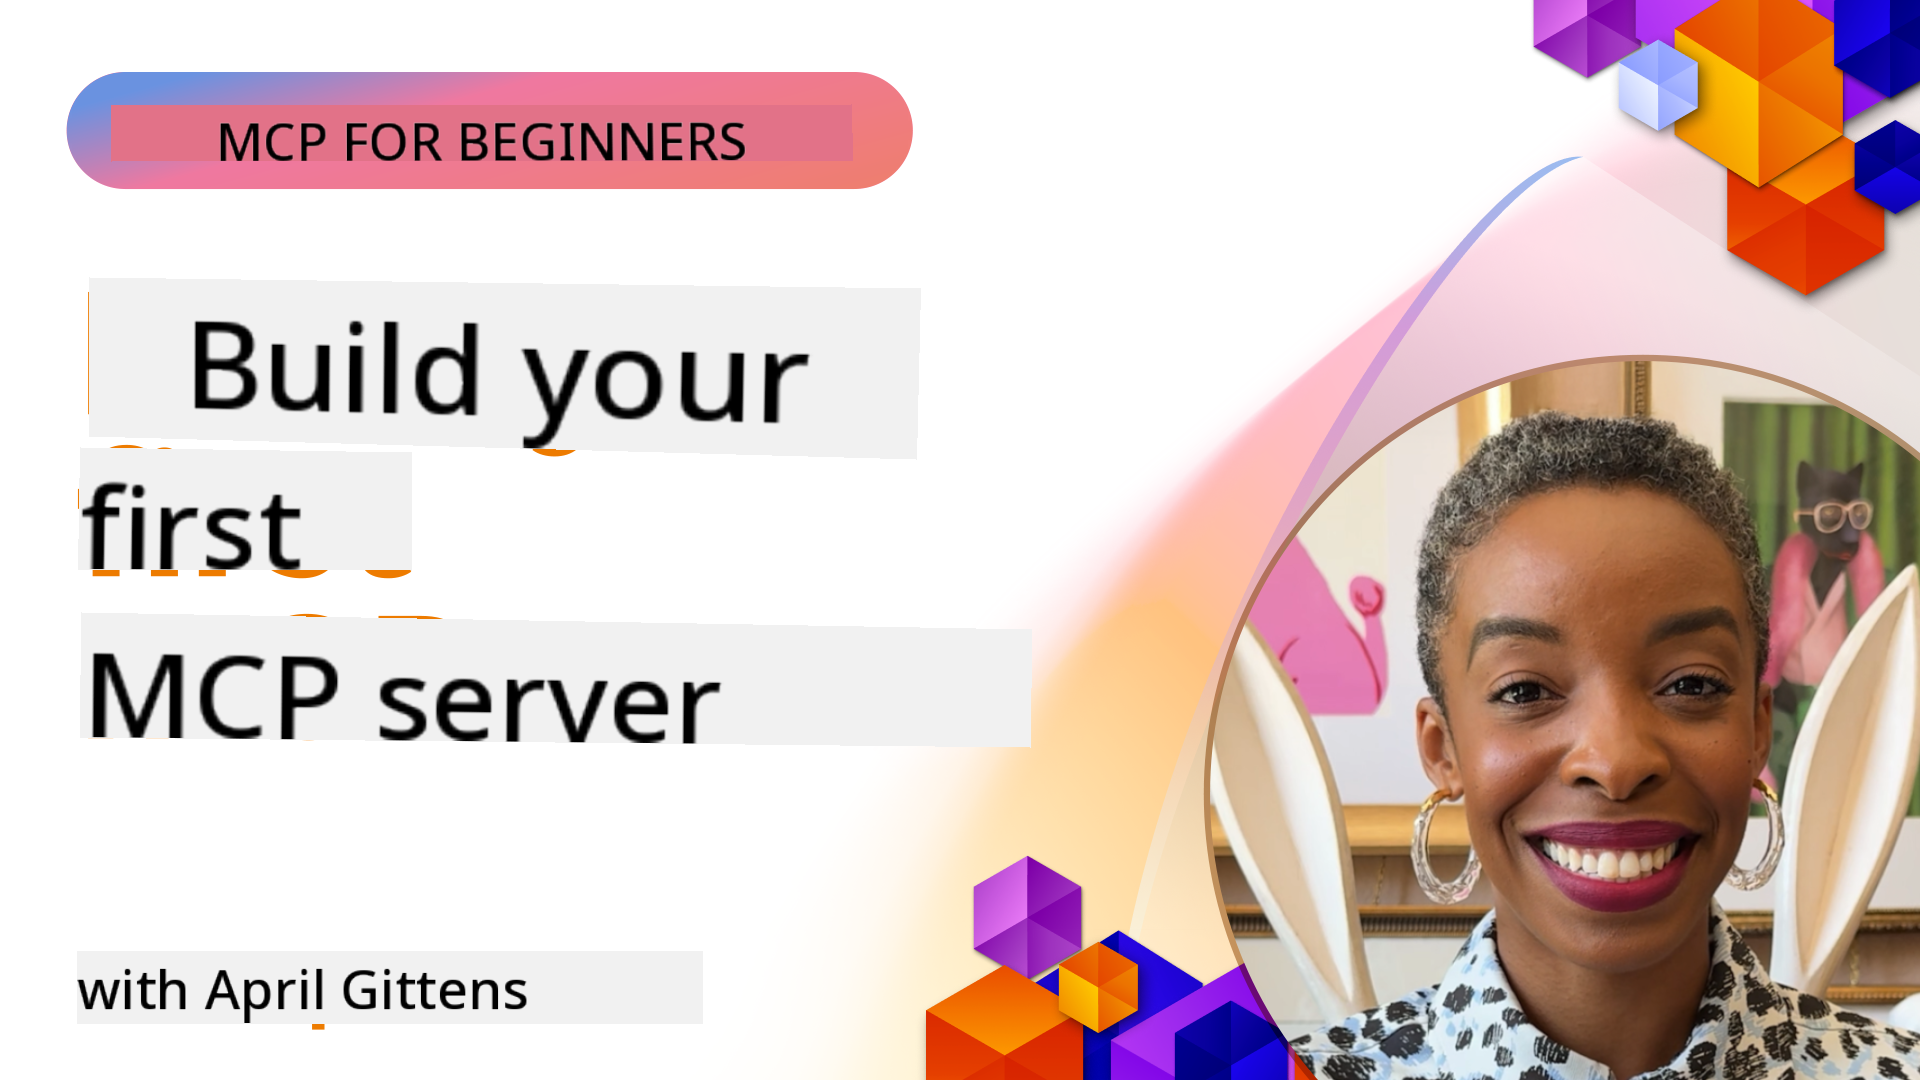 MCP FOR BEGINNERS
Build your
first
MCP server
with April Gittens